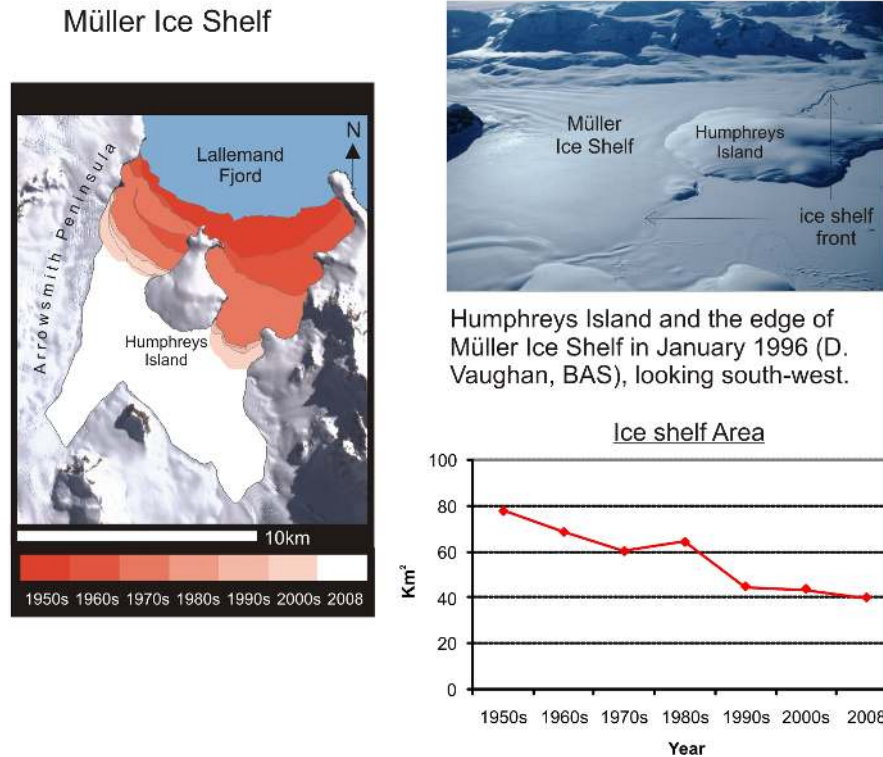 Müller Ice Shelf
N
Lallemand
Fjord
Arrowsmith Peninsula
Humphreys
Island
10km
1950s 1960s 1970s 1980s 1990s 2000s 2008
Müller
Ice Shelf
Humphreys
Island
ice shelf
front
Humphreys Island and the edge of
Müller Ice Shelf in January 1996 (D.
Vaughan, BAS), looking south-west.
Ice shelf Area
100
80
60
40
20
0
Km²
1950s 1960s 1970s 1980s 1990s 2000s 2008
Year